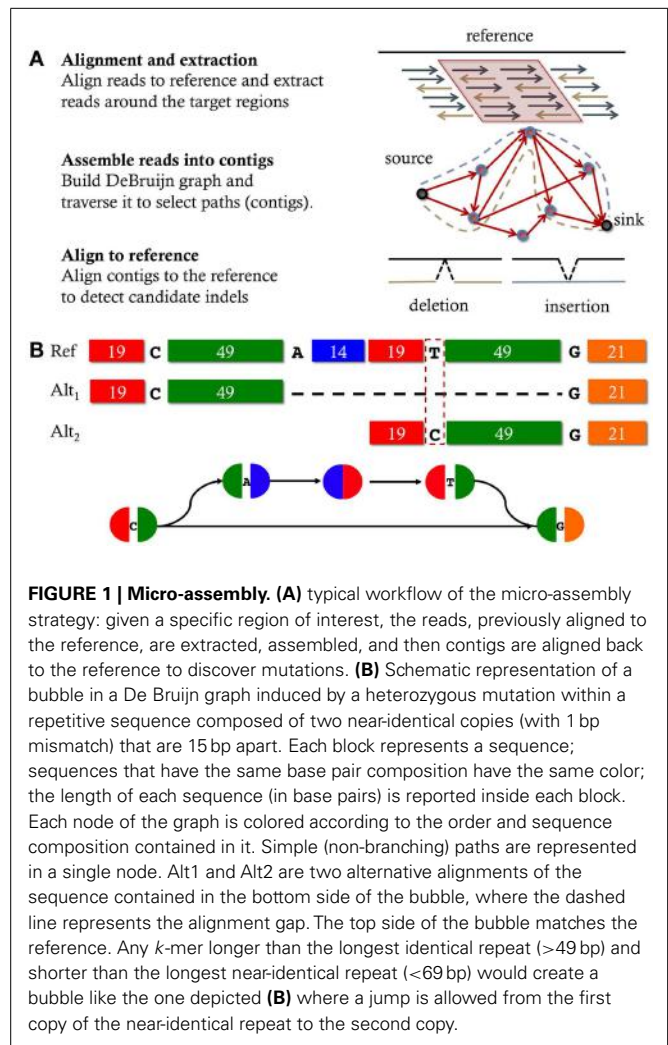 reference
A Alignment and extraction
Align reads to reference and extract
reads around the target regions
Assemble reads into contigs
Build DeBruijn graph and
traverse it to select paths (contigs).
source
sink
Align to reference
Align contigs to the reference
to detect candidate indels
deletion insertion
B Ref 19 C 49 A 14 19 T 49 G 21
Alt1 19 C 49 G 21
Alt2 19 C 49 G 21
C A T G
FIGURE 1 | Micro-assembly. (A) typical workflow of the micro-assembly
strategy: given a specific region of interest, the reads, previously aligned to
the reference, are extracted, assembled, and then contigs are aligned back
to the reference to discover mutations. (B) Schematic representation of a
bubble in a De Bruijn graph induced by a heterozygous mutation within a
repetitive sequence composed of two near-identical copies (with 1 bp
mismatch) that are 15 bp apart. Each block represents a sequence;
sequences that have the same base pair composition have the same color;
the length of each sequence (in base pairs) is reported inside each block.
Each node of the graph is colored according to the order and sequence
composition contained in it. Simple (non-branching) paths are represented
in a single node. Alt1 and Alt2 are two alternative alignments of the
sequence contained in the bottom side of the bubble, where the dashed
line represents the alignment gap. The top side of the bubble matches the
reference. Any k-mer longer than the longest identical repeat (>49 bp) and
shorter than the longest near-identical repeat (<69 bp) would create a
bubble like the one depicted (B) where a jump is allowed from the first
copy of the near-identical repeat to the second copy.